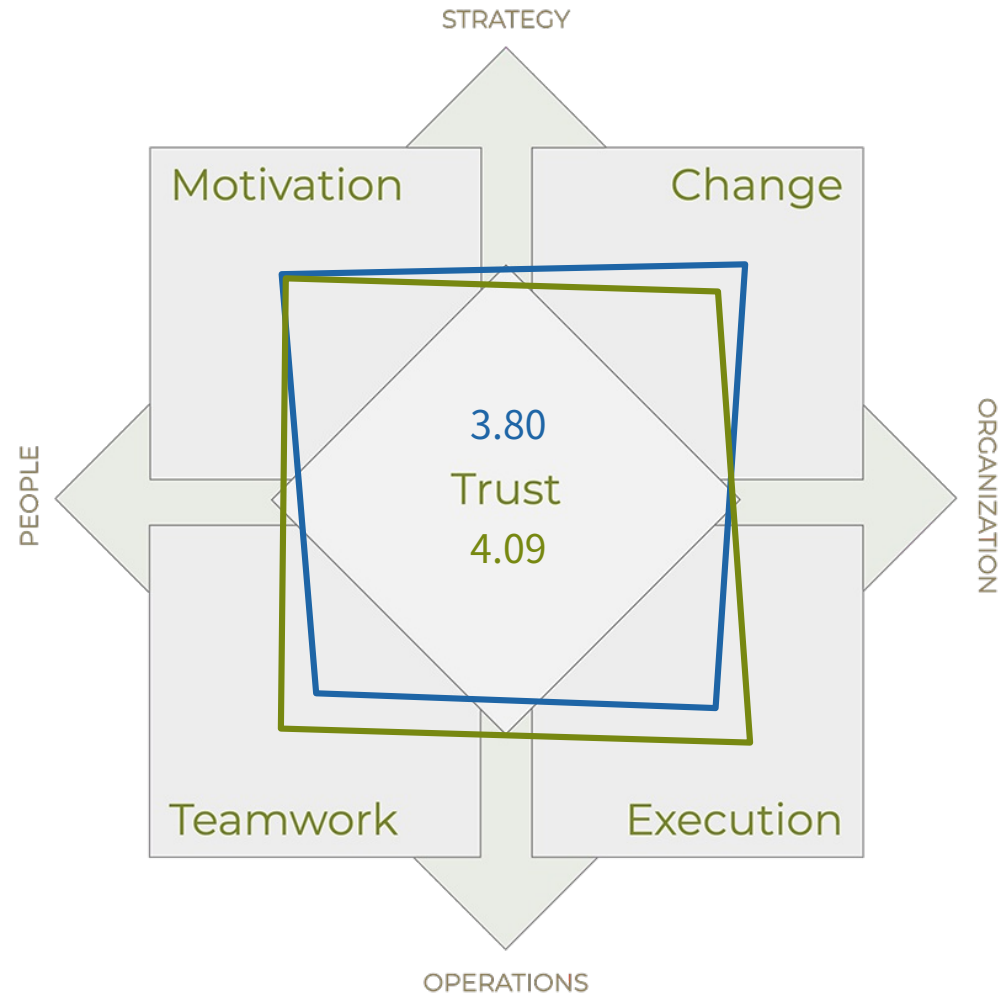 STRATEGY
Motivation
Change
3.80
Trust
4.09
PEOPLE
ORGANIZATION
Teamwork
Execution
OPERATIONS